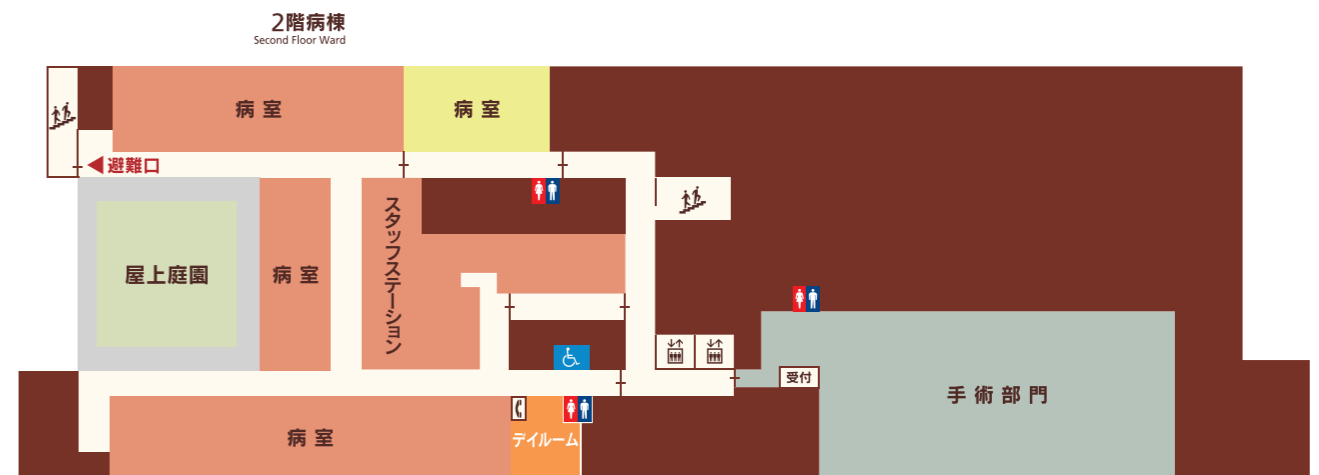 2階病棟
Second Floor Ward
病室
病室
避難口
屋上庭園
病室
スタッフステーション
受付
手術部門
病室
デイルーム